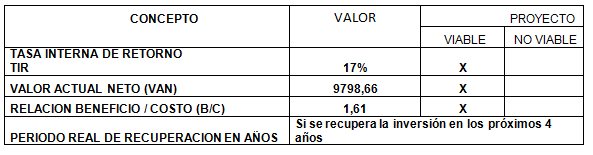 CONCEPTO VALOR PROYECTO
VIABLE NO VIABLE
TASA INTERNA DE RETORNO
TIR 17% X
VALOR ACTUAL NETO (VAN) 9798,66 X
RELACION BENEFICIO / COSTO (B/C) 1,61 X
PERIODO REAL DE RECUPERACION EN AÑOS Si se recupera la inversión en los próximos 4
años